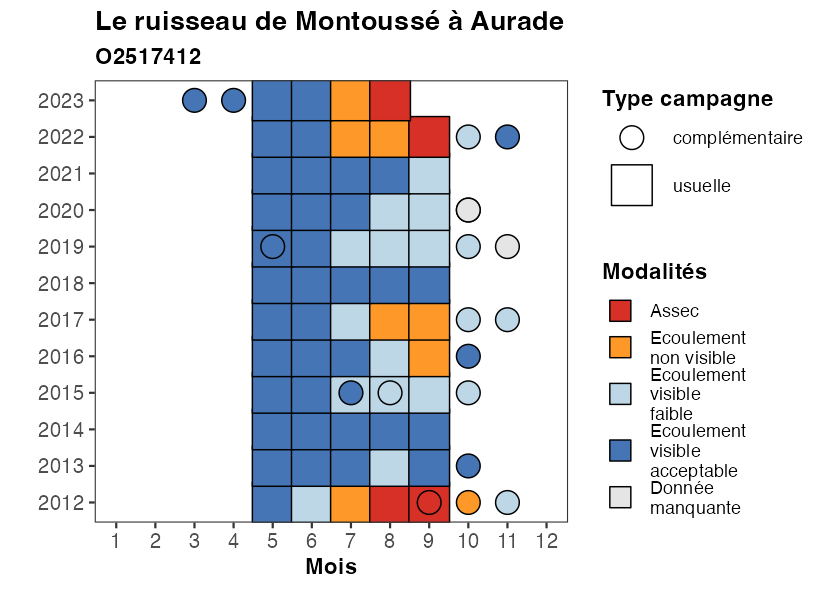 Le ruisseau de Montoussé à Aurade
O2517412
2023
2022
2021
2020
2019
2018
2017
2016
2015
2014
2013
2012
1 2 3 4 5 6 7 8 9 10 11 12
Mois
Type campagne
complémentaire
usuelle
Modalités
Assec
Ecoulement
non visible
Ecoulement
visible
faible
Ecoulement
visible
acceptable
Donnée
manquante